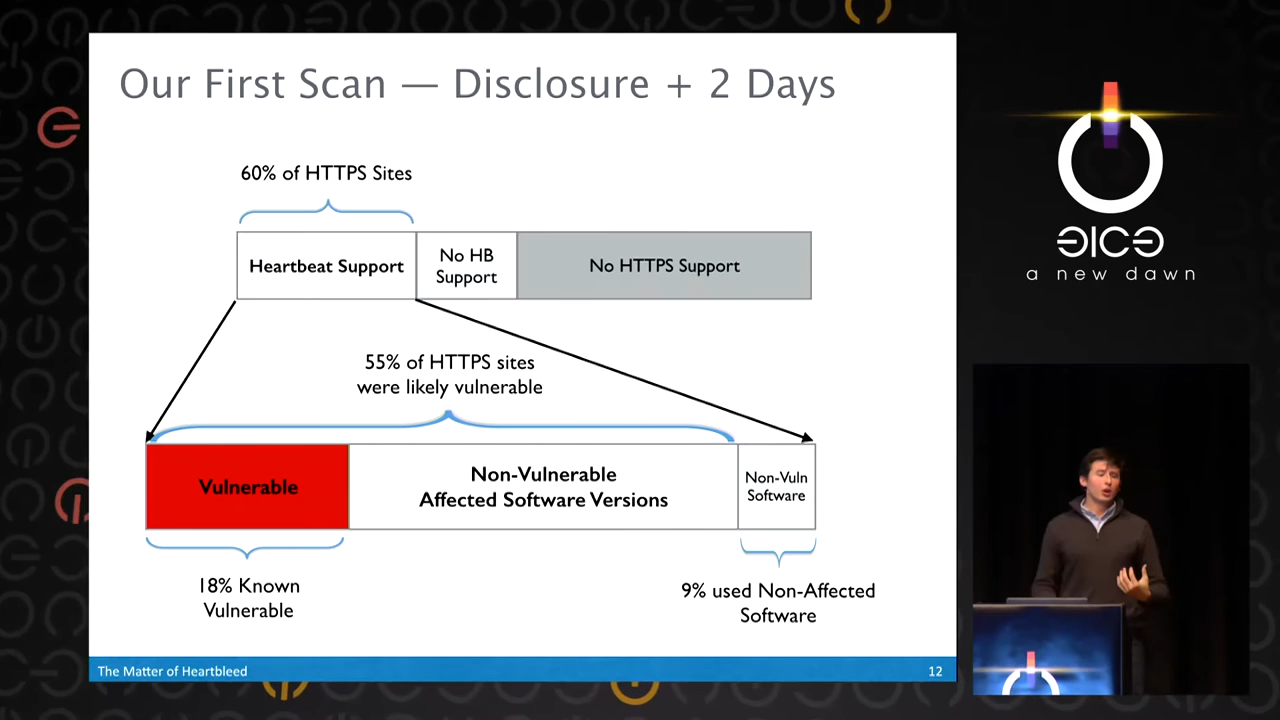 Our First Scan — Disclosure + 2 Days
60% of HTTPS Sites
Heartbeat Support
No HB
Support
No HTTPS Support
55% of HTTPS sites
were likely vulnerable
Vulnerable
Non-Vulnerable
Affected Software Versions
Non-Vuln
Software
18% Known
Vulnerable
9% used Non-Affected
Software
The Matter of Heartbleed
12
a new dawn